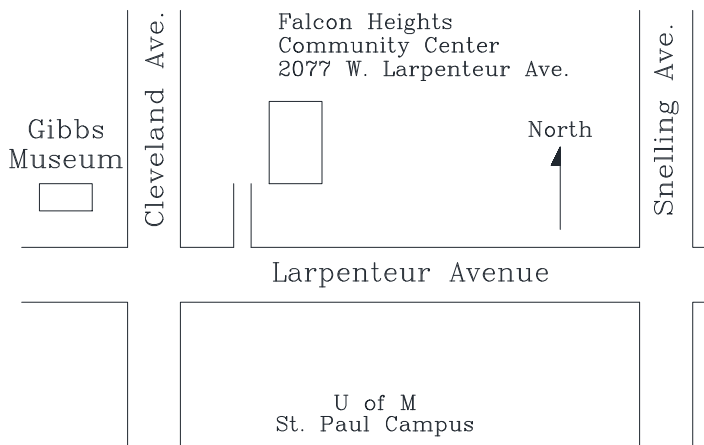 Falcon Heights
Community Center
2077 W. Larpenteur Ave.
Cleveland Ave.
Snelling Ave.
Gibbs
Museum
North
Larpenteur Avenue
U of M
St. Paul Campus